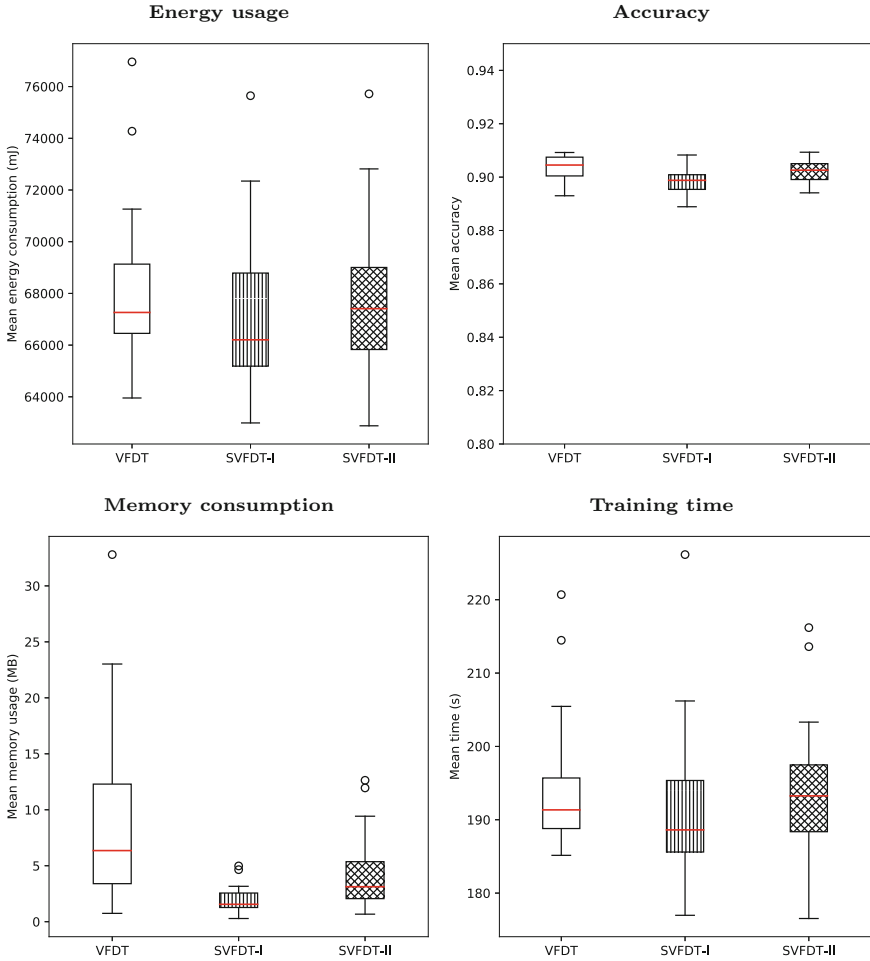 Energy usage
Mean energy consumption (mJ)
76000
74000
72000
70000
68000
66000
64000
VFDT SVFDT-I SVFDT-II
Accuracy
Mean accuracy
0.94
0.92
0.90
0.88
0.86
0.84
0.82
0.80
VFDT SVFDT-I SVFDT-II
Memory consumption
Mean memory usage (MB)
30
25
20
15
10
5
0
VFDT SVFDT-I SVFDT-II
Training time
Mean time (s)
220
210
200
190
180
VFDT SVFDT-I SVFDT-II